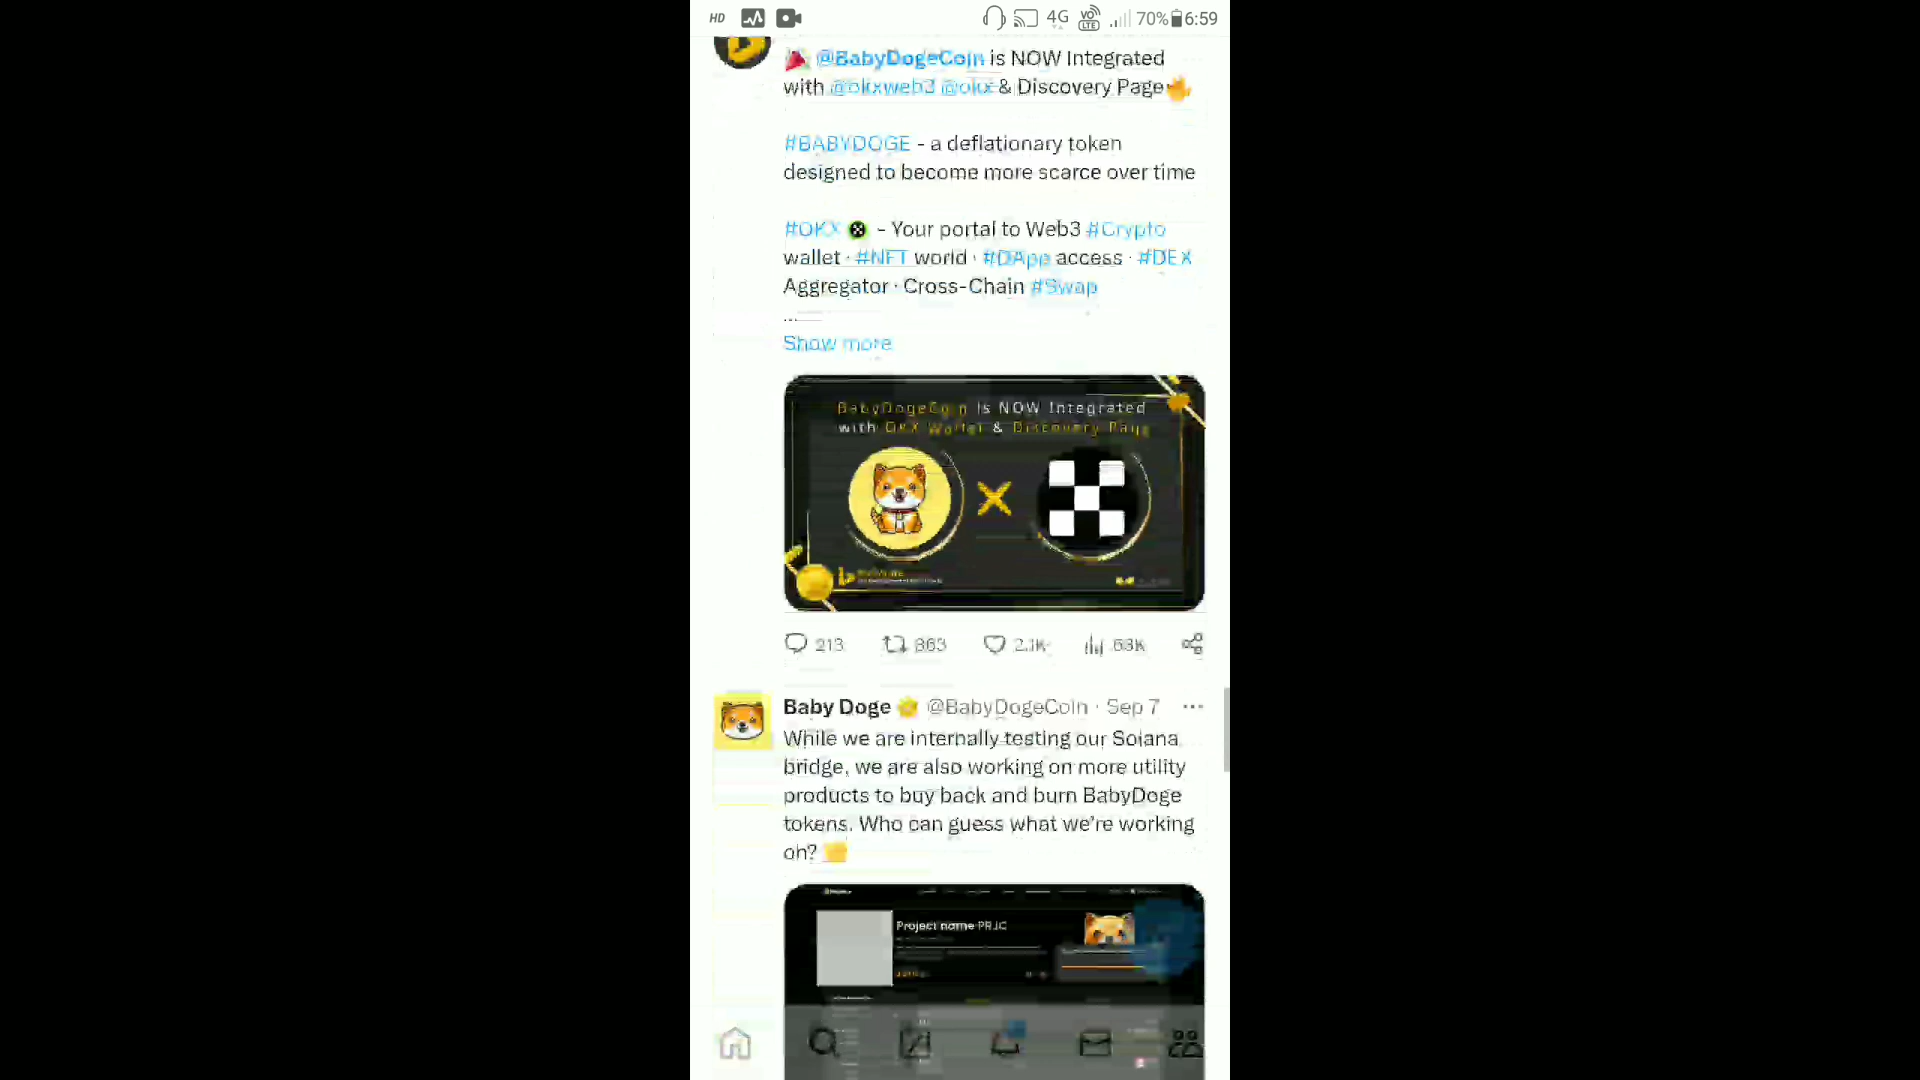 HD
4G
VO
LTE
70%
6:59
@BabyDogeCoin is NOW Integrated
with @okxweb3 @okx & Discovery Page
#BABYDOGE - a deflationary token
designed to become more scarce over time
#OKX - Your portal to Web3 #Crypto
wallet · #NFT world · #DApp access · #DEX
Aggregator · Cross-Chain #Swap
...
Show more
BabyDogeCoin is NOW Integrated
with OKX Wallet & Discovery Page
213
863
2.1K
63K
Baby Doge @BabyDogeCoin · Sep 7 ...
While we are internally testing our Solana
bridge, we are also working on more utility
products to buy back and burn BabyDoge
tokens. Who can guess what we're working
on?
Project name PRJC